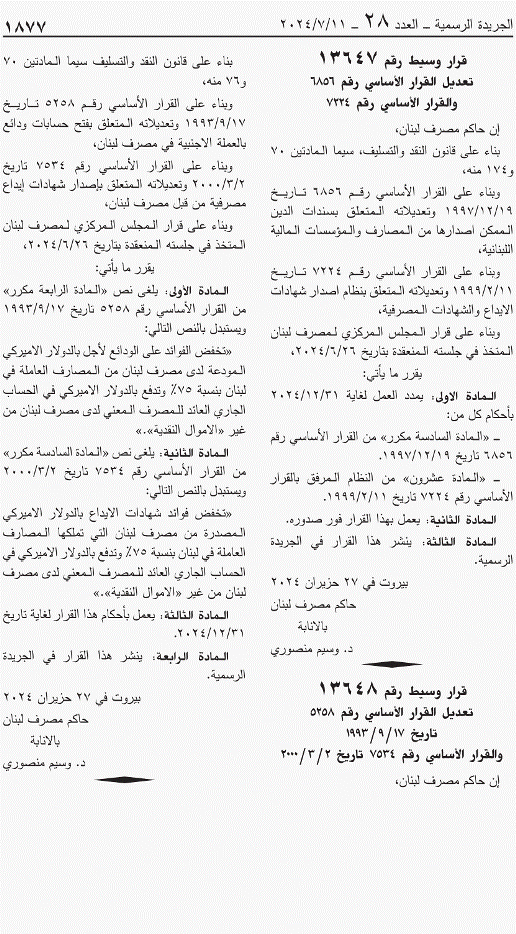 الجريدة الرسمية ــ العدد ٢٨ ــ ٢٠٢٤/٧/١١
١٨٧٧
قرار وسيط رقم ١٣٦٤٧
تعديل القرار الأساسي رقم ٦٨٥٦
والقرار الأساسي رقم ٧٢٢٤
إن حاكم مصرف لبنان،
بناء على قانون النقد والتسليف، سيما المادتين ٧٠
و١٧٤ منه،
وبناء على القرار الأساسي رقم ٦٨٥٦ تاريخ
١٩٩٧/١٢/١٩ وتعديلاته المتعلق بسندات الدين
الممكن اصدارها من المصارف والمؤسسات المالية
اللبنانية،
وبناء على القرار الأساسي رقم ٧٢٢٤ تاريخ
١٩٩٩/٢/١١ وتعديلاته المتعلق بنظام اصدار شهادات
الايداع والشهادات المصرفية،
وبناء على قرار المجلس المركزي لمصرف لبنان
المتخذ في جلسته المنعقدة بتاريخ ٢٠٢٤/٦/٢٦،
يقرر ما يأتي:
المادة الاولى: يمدد العمل لغاية ٢٠٢٤/١٢/٣١
بأحكام كل من:
ــ «المادة السادسة مكرر» من القرار الأساسي رقم
٦٨٥٦ تاريخ ١٩٩٧/١٢/١٩.
ــ «المادة عشرون» من النظام المرفق بالقرار
الأساسي رقم ٧٢٢٤ تاريخ ١٩٩٩/٢/١١.
المادة الثانية: يعمل بهذا القرار فور صدوره.
المادة الثالثة: ينشر هذا القرار في الجريدة
الرسمية.
بيروت في ٢٧ حزيران ٢٠٢٤
حاكم مصرف لبنان
بالانابة
د. وسيم منصوري
قرار وسيط رقم ١٣٦٤٨
تعديل القرار الأساسي رقم ٥٢٥٨
تاريخ ١٩٩٣/٩/١٧
والقرار الأساسي رقم ٧٥٣٤ تاريخ ٢٠٠٠/٣/٢
إن حاكم مصرف لبنان،
بناء على قانون النقد والتسليف سيما المادتين ٧٠
و٧٦ منه،
وبناء على القرار الأساسي رقم ٥٢٥٨ تاريخ
١٩٩٣/٩/١٧ وتعديلاته المتعلق بفتح حسابات ودائع
بالعملة الاجنبية في مصرف لبنان،
وبناء على القرار الأساسي رقم ٧٥٣٤ تاريخ
٢٠٠٠/٣/٢ وتعديلاته المتعلق بإصدار شهادات إيداع
مصرفية من قبل مصرف لبنان،
وبناء على قرار المجلس المركزي لمصرف لبنان
المتخذ في جلسته المنعقدة بتاريخ ٢٠٢٤/٦/٢٦،
يقرر ما يأتي:
المادة الأولى: يلغى نص «المادة الرابعة مكرر»
من القرار الأساسي رقم ٥٢٥٨ تاريخ ١٩٩٣/٩/١٧
ويستبدل بالنص التالي:
«تخفض الفوائد على الودائع لأجل بالدولار الاميركي
المودعة لدى مصرف لبنان من المصارف العاملة في
لبنان بنسبة ٧٥٪ وتدفع بالدولار الاميركي في الحساب
الجاري العائد للمصرف المعني لدى مصرف لبنان من
غير «الاموال النقدية».»
المادة الثانية: يلغى نص «المادة السادسة مكرر»
من القرار الأساسي رقم ٧٥٣٤ تاريخ ٢٠٠٠/٣/٢
ويستبدل بالنص التالي:
«تخفض فوائد شهادات الايداع بالدولار الاميركي
المصدرة من مصرف لبنان التي تملكها المصارف
العاملة في لبنان بنسبة ٧٥٪ وتدفع بالدولار الاميركي في
الحساب الجاري العائد للمصرف المعني لدى مصرف
لبنان من غير «الاموال النقدية».»
المادة الثالثة: يعمل بأحكام هذا القرار لغاية تاريخ
٢٠٢٤/١٢/٣١.
المادة الرابعة: ينشر هذا القرار في الجريدة
الرسمية.
بيروت في ٢٧ حزيران ٢٠٢٤
حاكم مصرف لبنان
بالانابة
د. وسيم منصوري